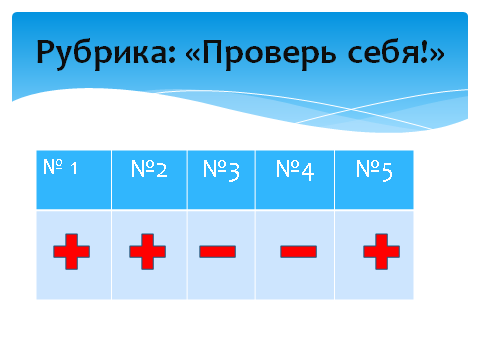 Рубрика: «Проверь себя!»
№ 1 №2 №3 №4 №5
+ + − − +